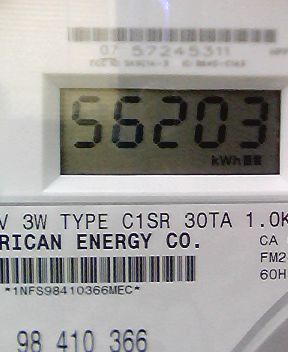 07 57245311
56203
kWh
V 3W TYPE C1SR 30TA 1.0K
RICAN ENERGY CO.
CA
FM2
60H
*1NFS98410366MEC*
98 410 366